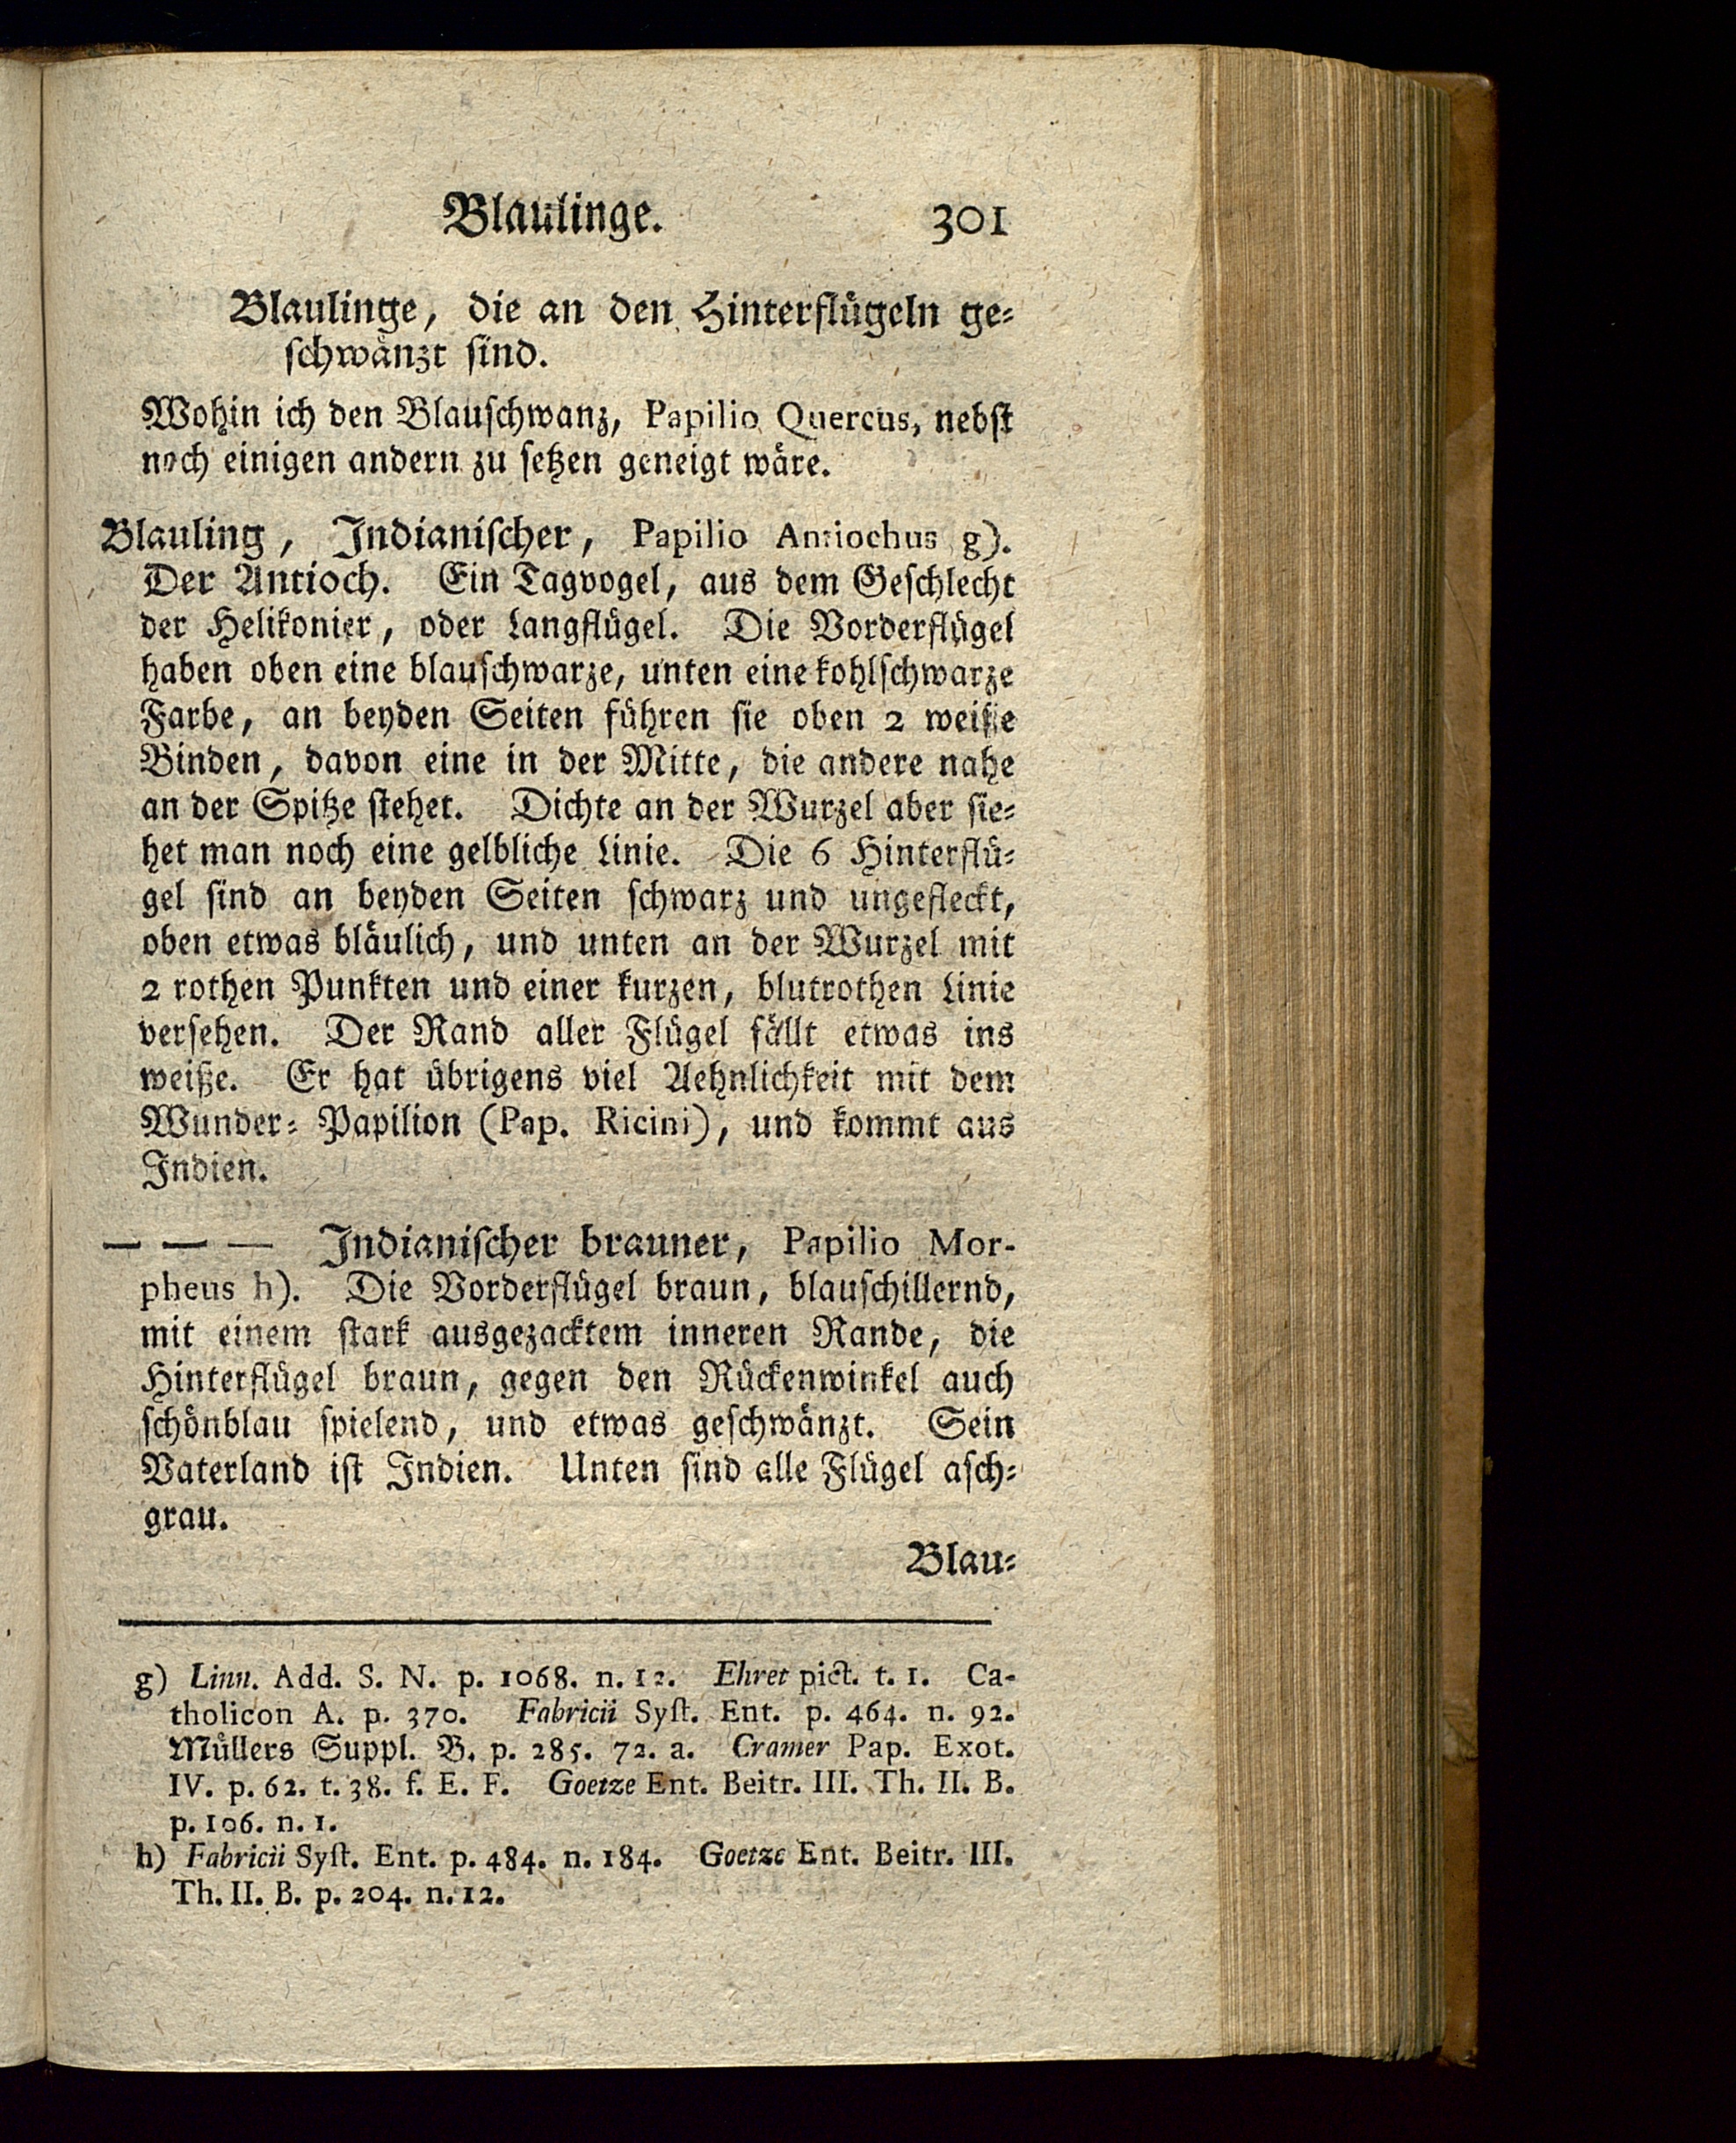 Blaulinge. 301
Blaulinge, die an den Hinterflügeln ge-
schwänzt sind.
Wohin ich den Blauschwanz, Papilio Quercus, nebst
noch einigen andern zu setzen geneigt wäre.
Blauling, Indianischer, Papilio Antiochus g).
Der Antioch. Ein Tagvogel, aus dem Geschlecht
der Helikonier, oder Langflügel. Die Vorderflügel
haben oben eine blauschwarze, unten eine kohlschwarze
Farbe, an beyden Seiten führen sie oben 2 weiße
Binden, davon eine in der Mitte, die andere nahe
an der Spitze stehet. Dichte an der Wurzel aber sie-
het man noch eine gelbliche Linie. Die 6 Hinterflü-
gel sind an beyden Seiten schwarz und ungefleckt,
oben etwas bläulich, und unten an der Wurzel mit
2 rothen Punkten und einer kurzen, blutrothen Linie
versehen. Der Rand aller Flügel fällt etwas ins
weiße. Er hat übrigens viel Aehnlichkeit mit dem
Wunder-Papilion (Pap. Ricini), und kommt aus
Indien.
— — — Indianischer brauner, Papilio Mor-
pheus h). Die Vorderflügel braun, blauschillernd,
mit einem stark ausgezacktem inneren Rande, die
Hinterflügel braun, gegen den Rückenwinkel auch
schönblau spielend, und etwas geschwänzt. Sein
Vaterland ist Indien. Unten sind alle Flügel asch-
grau.
Blau-
g) Linn. Add. S. N. p. 1068. n. 12. Ehret pict. t. 1. Ca-
tholicon A. p. 370. Fabricii Syst. Ent. p. 464. n. 92.
Müllers Suppl. B. p. 285. 72. a. Cramer Pap. Exot.
IV. p. 62. t. 38. f. E. F. Goetze Ent. Beitr. III. Th. II. B.
p. 106. n. 1.
h) Fabricii Syst. Ent. p. 484. n. 184. Goetze Ent. Beitr. III.
Th. II. B. p. 204. n. 12.